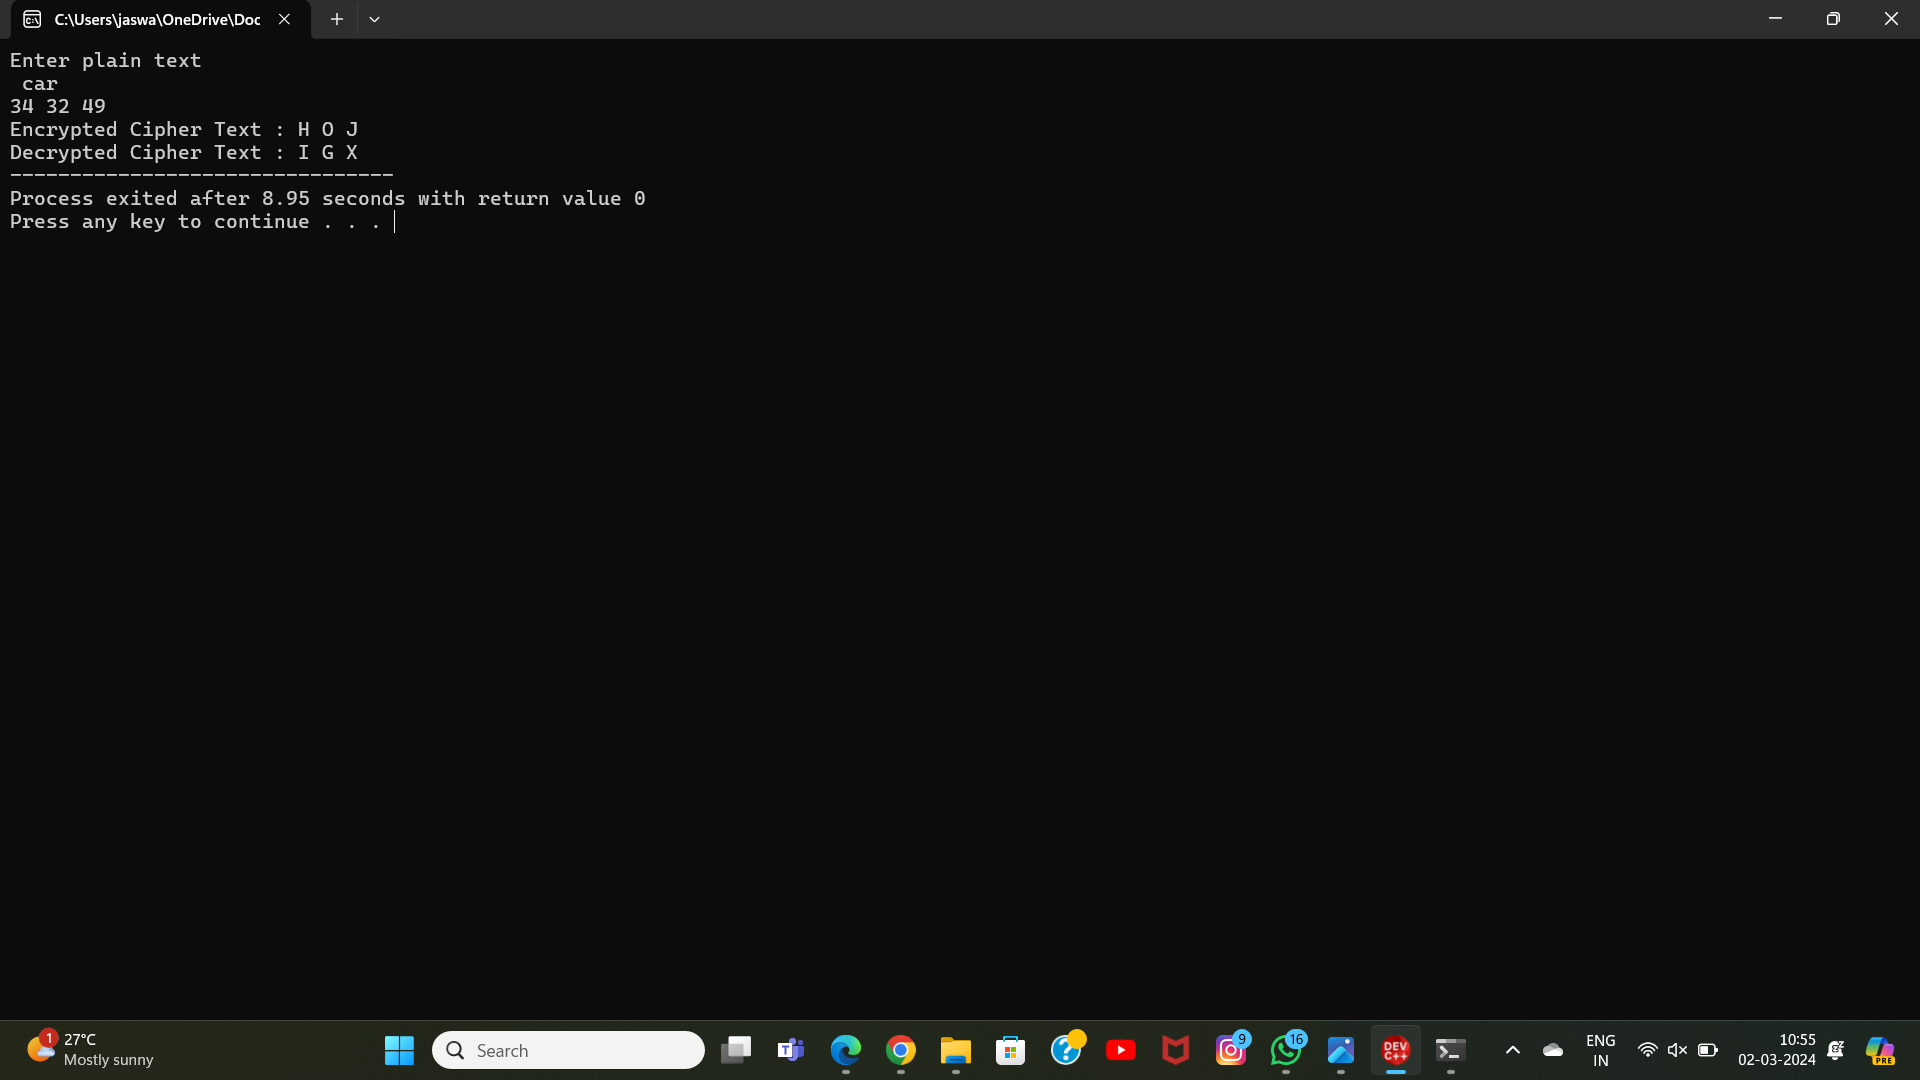 C:\Users\jaswa\OneDrive\Doc
Enter plain text
 car
34 32 49
Encrypted Cipher Text : H O J
Decrypted Cipher Text : I G X
--------------------------------
Process exited after 8.95 seconds with return value 0
Press any key to continue . . .
1
27°C
Mostly sunny
Search
9
16
DEV
C++
ENG
IN
10:55
02-03-2024
PRE